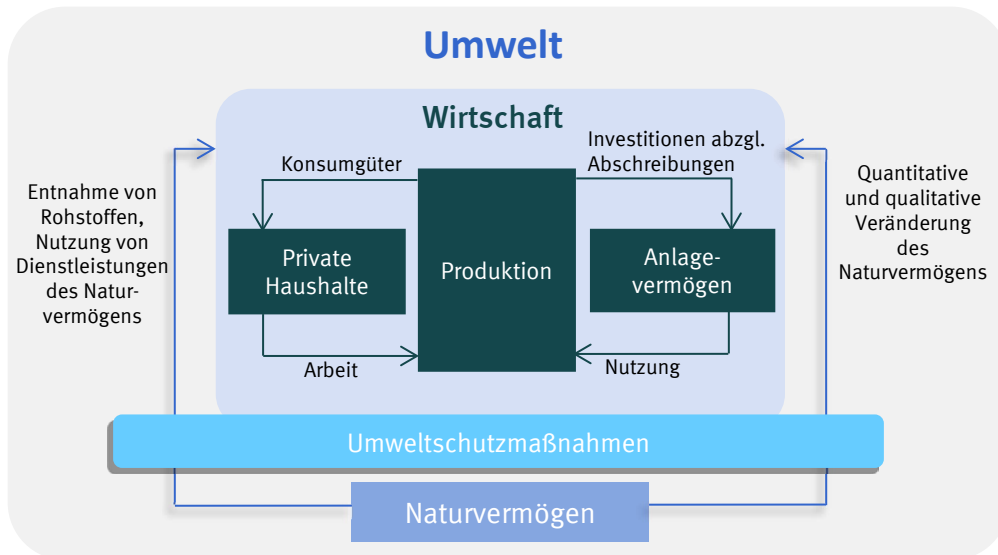 Umwelt
Wirtschaft
Entnahme von
Rohstoffen,
Nutzung von
Dienstleistungen
des Natur-
vermögens
Konsumgüter
Investitionen abzgl.
Abschreibungen
Private
Haushalte
Produktion
Anlage-
vermögen
Arbeit
Nutzung
Quantitative
und qualitative
Veränderung
des
Naturvermögens
Umweltschutzmaßnahmen
Naturvermögen